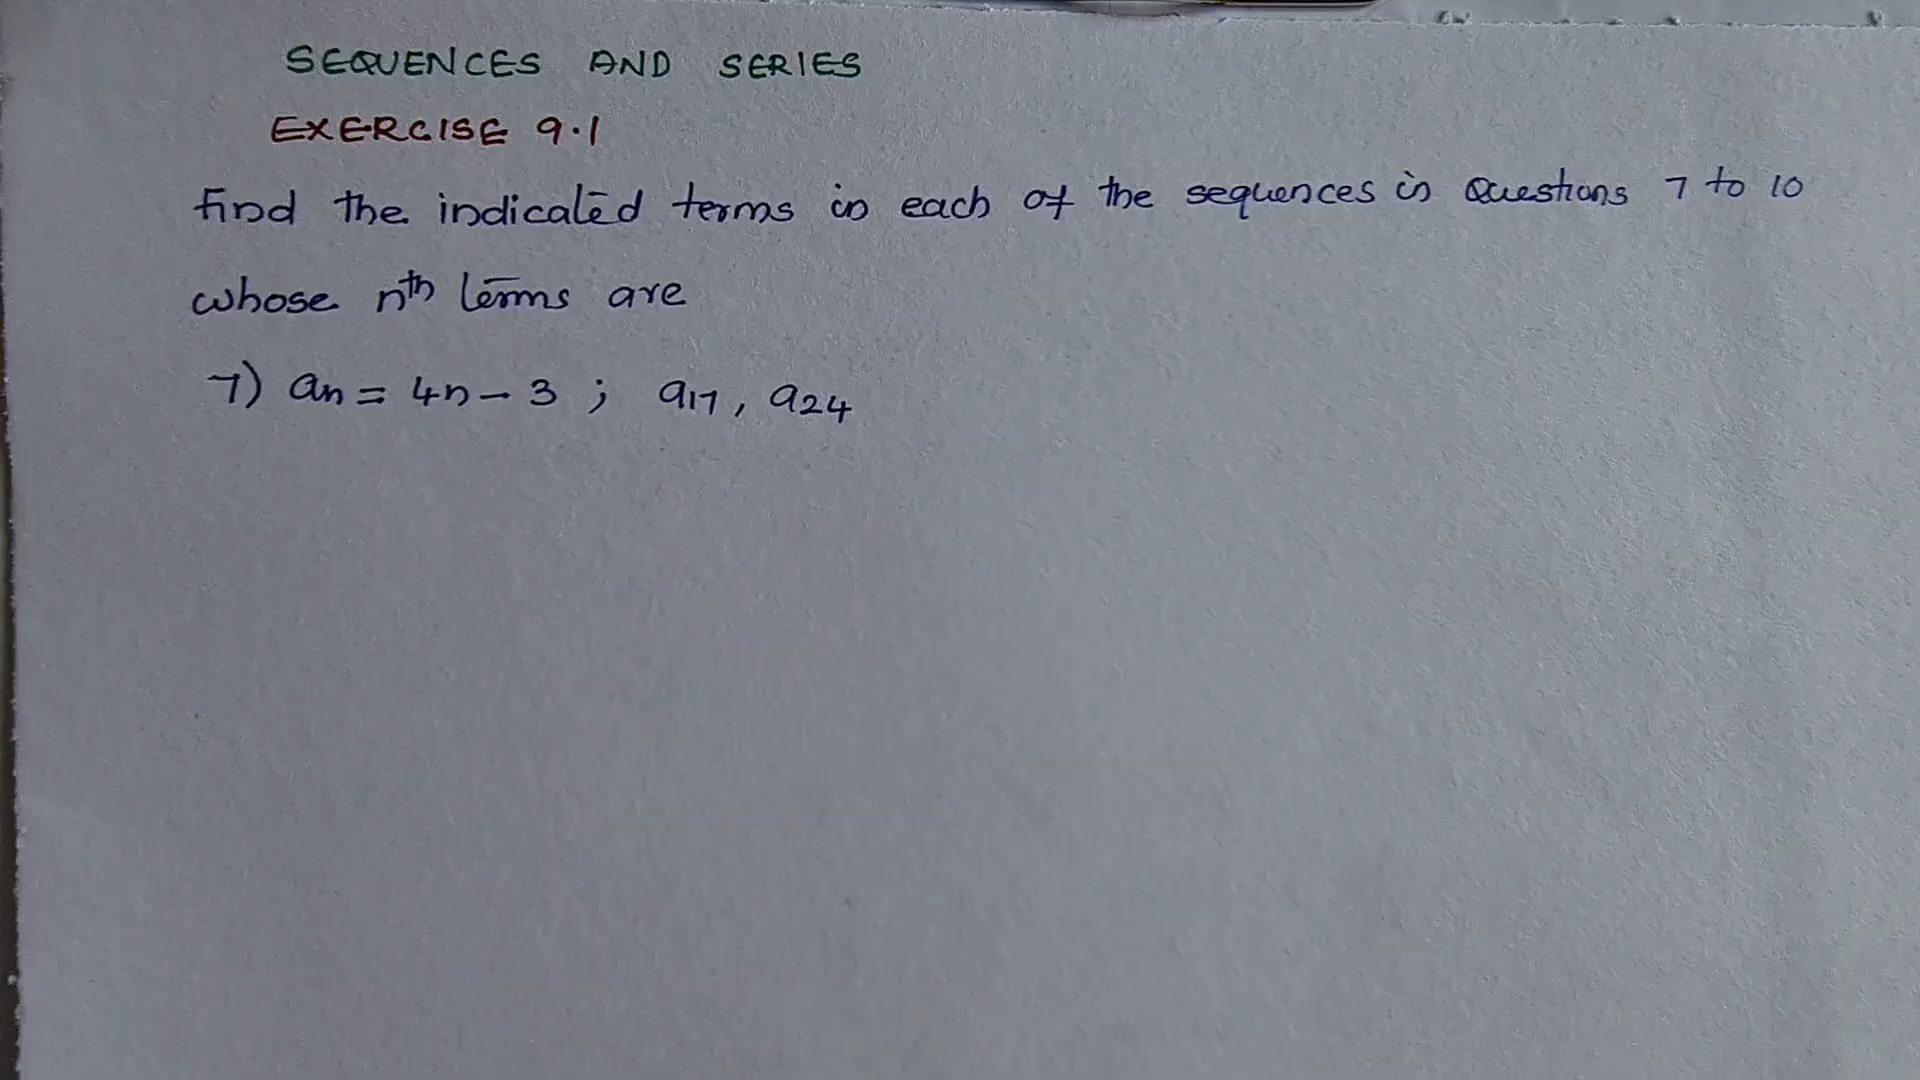 SEQUENCES AND SERIES
EXERCISE 9.1
Find the indicated terms in each of the sequences in Questions 7 to 10
whose nth terms are
7) an = 4n - 3 ; a17, a24